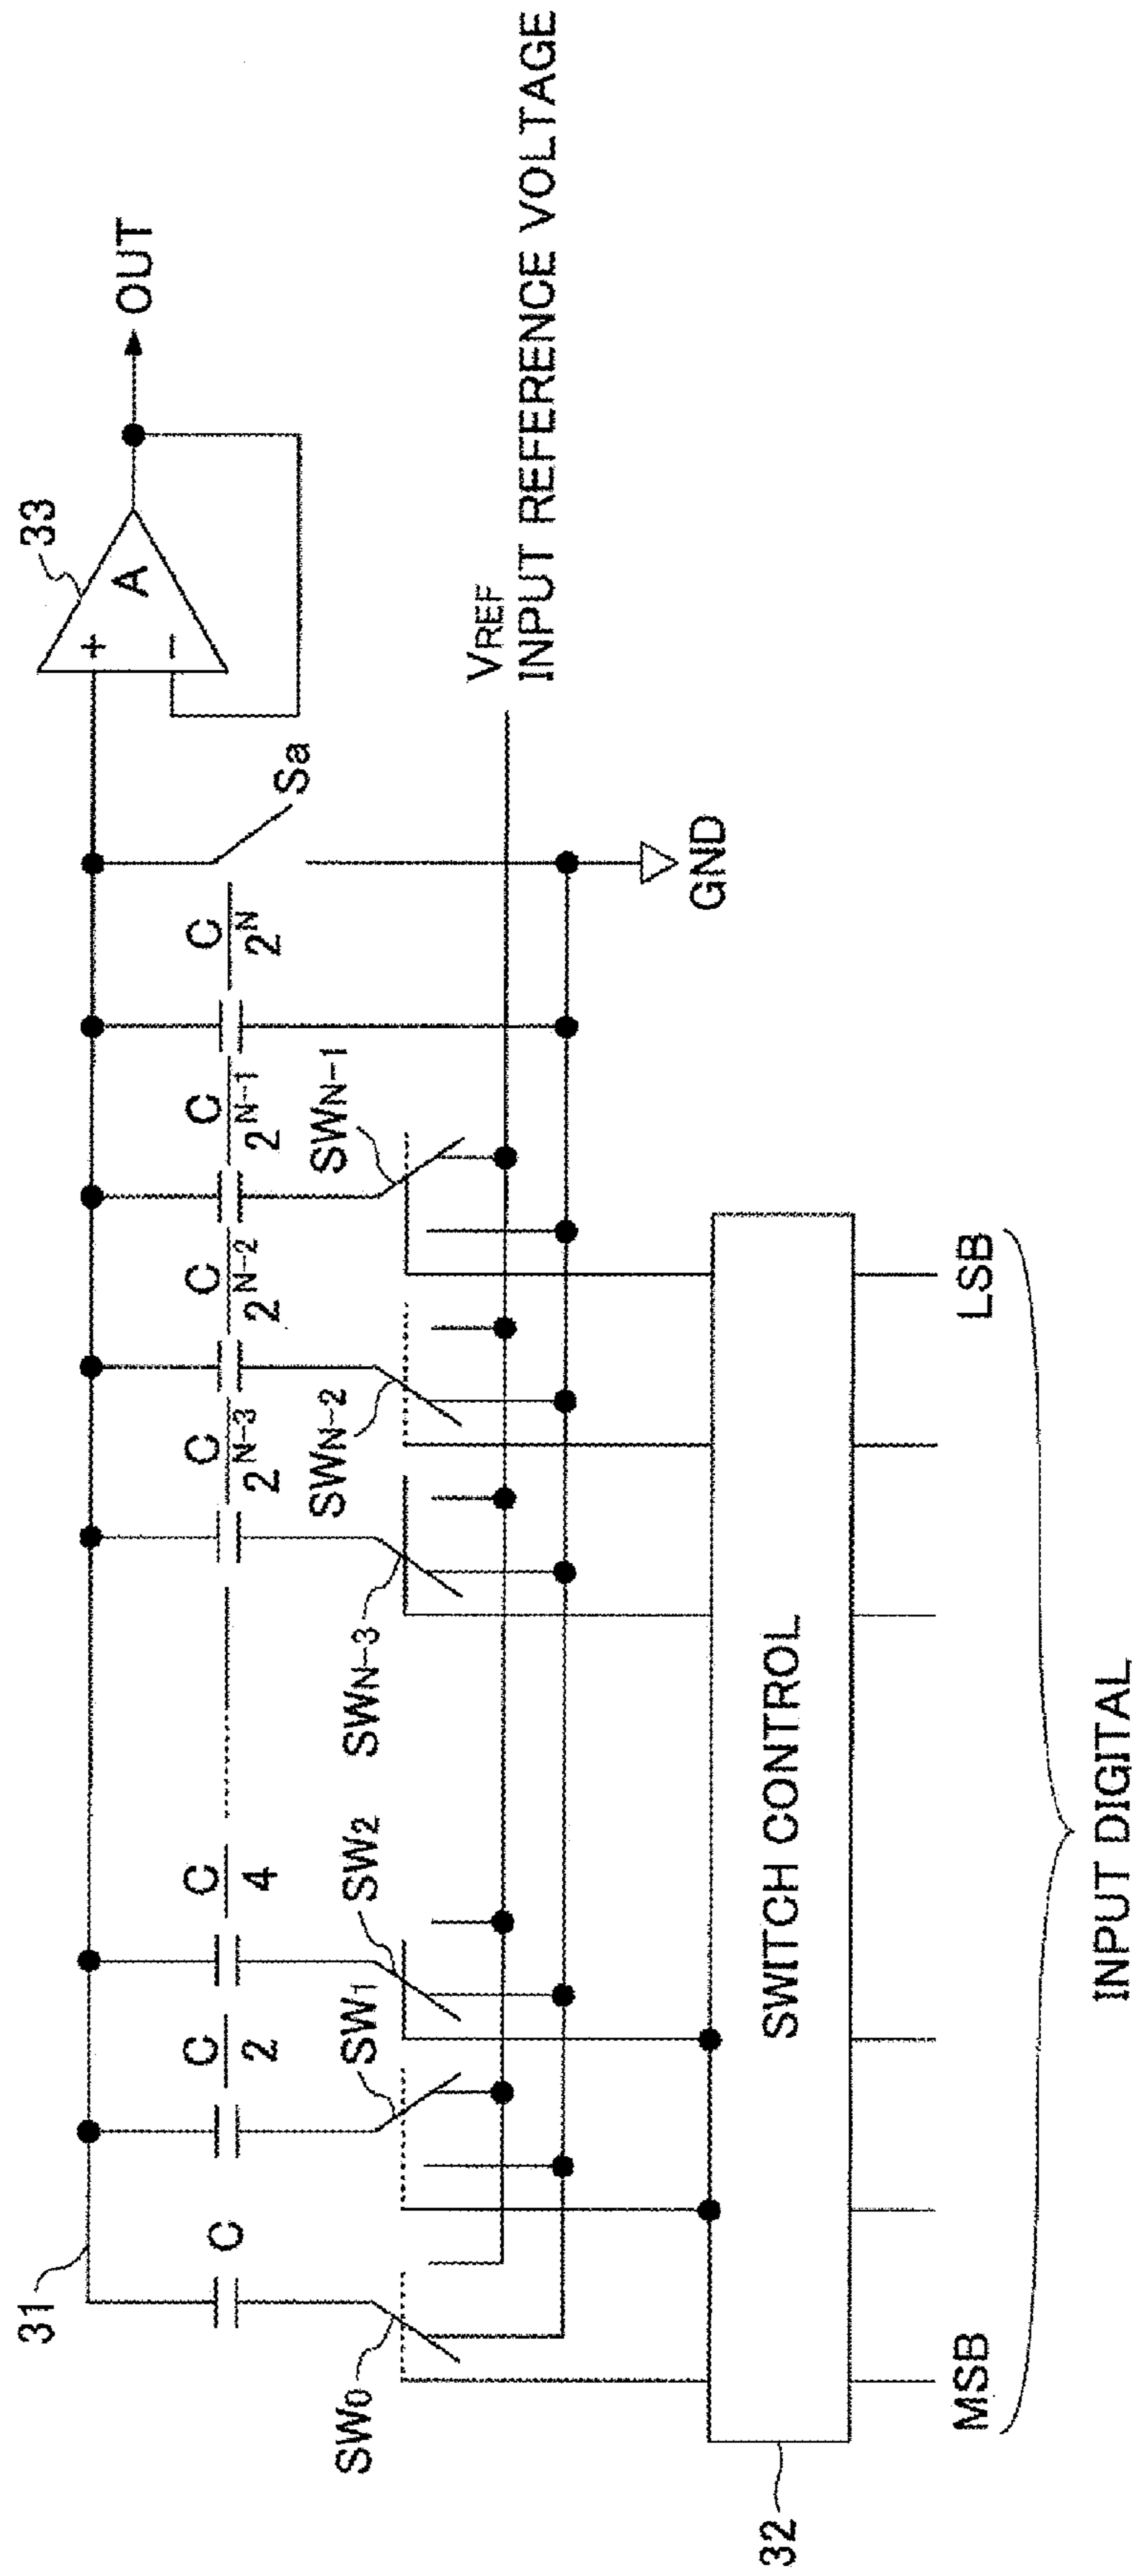 31
C
C
2
C
4
C
2N-3
C
2N-2
C
2N-1
C
2N
33
A
+
−
OUT
Sa
SW0
SW1
SW2
SWN-3
SWN-2
SWN-1
VREF
INPUT REFERENCE VOLTAGE
GND
32
SWITCH CONTROL
MSB
LSB
INPUT DIGITAL